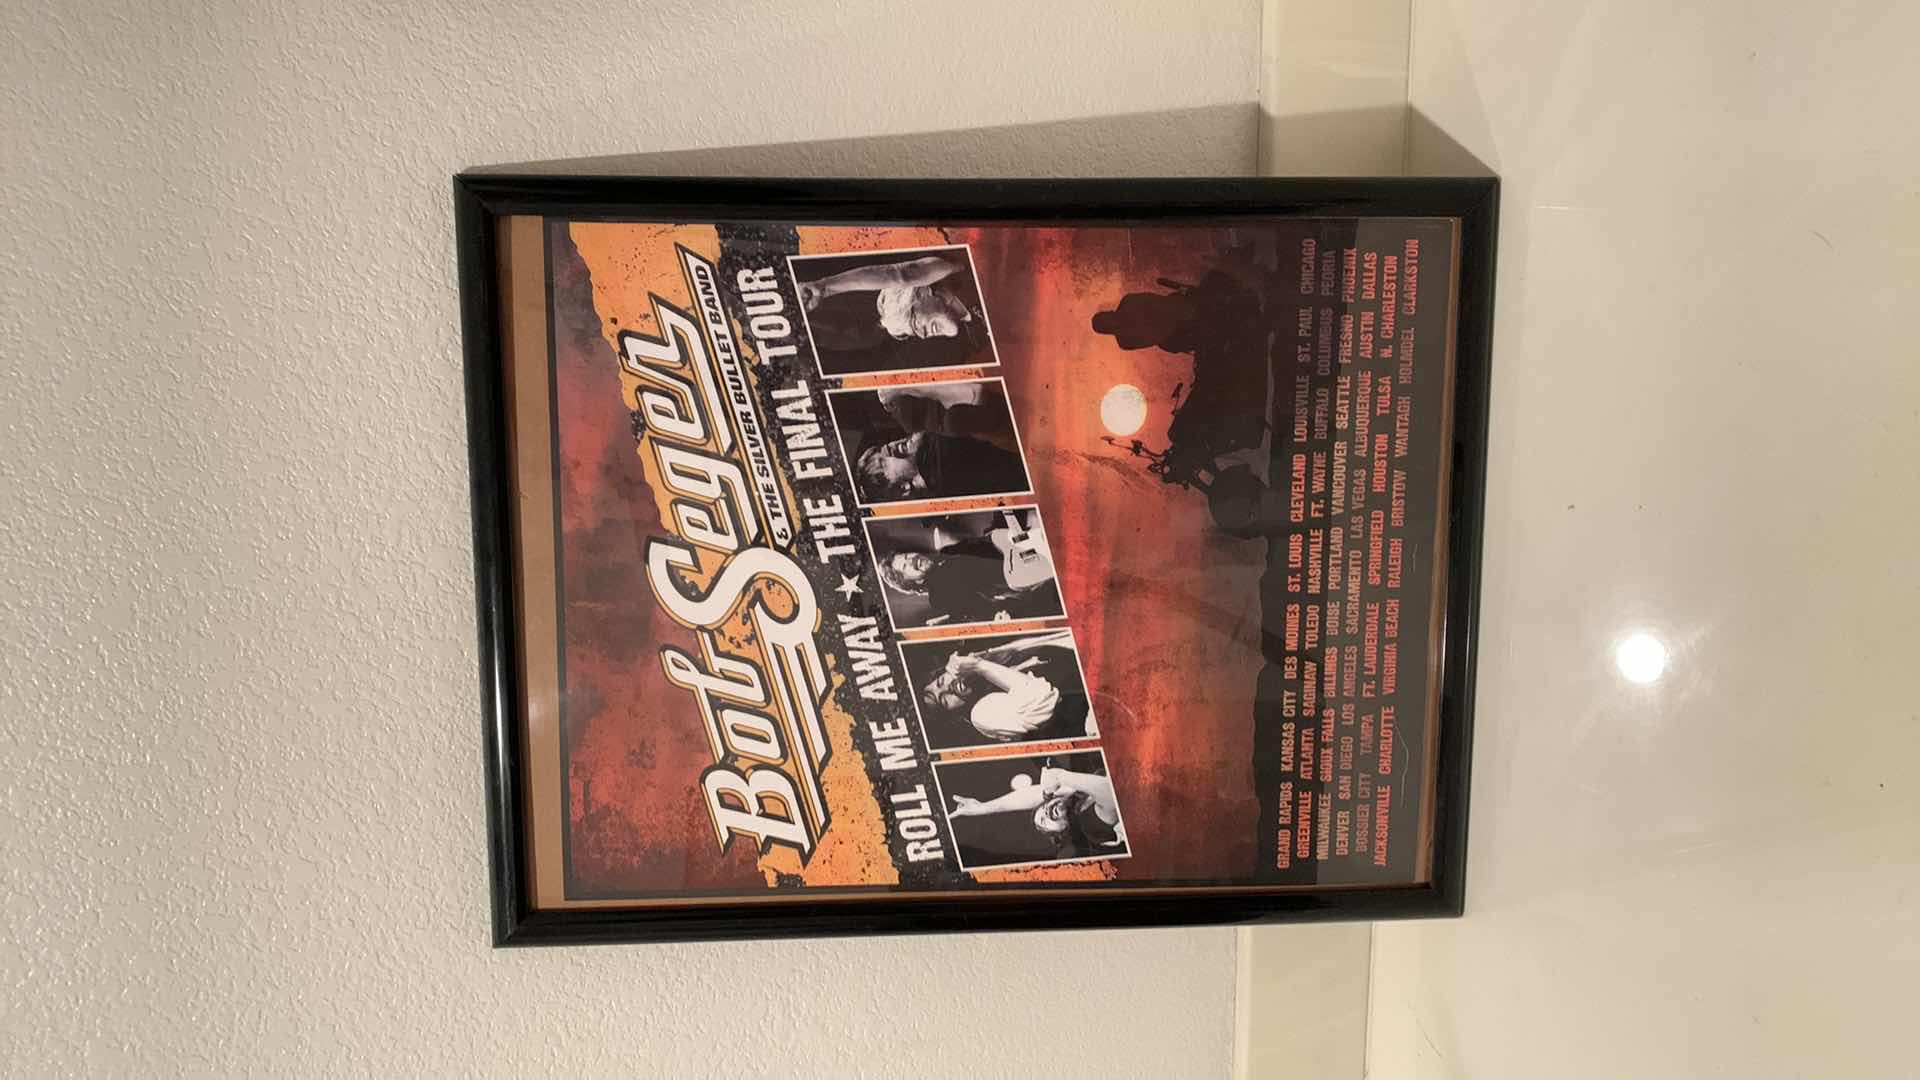 Bob Seger
& THE SILVER BULLET BAND
ROLL ME AWAY ★ THE FINAL TOUR
GRAND RAPIDS KANSAS CITY DES MOINES ST. LOUIS CLEVELAND LOUISVILLE ST. PAUL CHICAGO
GREENVILLE ATLANTA SAGINAW TOLEDO NASHVILLE FT. WAYNE BUFFALO COLUMBUS PEORIA
MILWAUKEE SIOUX FALLS BILLINGS BOISE PORTLAND VANCOUVER SEATTLE FRESNO PHOENIX
DENVER SAN DIEGO LOS ANGELES SACRAMENTO LAS VEGAS ALBUQUERQUE AUSTIN DALLAS
BOSSIER CITY TAMPA FT. LAUDERDALE SPRINGFIELD HOUSTON TULSA N. CHARLESTON
JACKSONVILLE CHARLOTTE VIRGINIA BEACH RALEIGH BRISTOW WANTAGH HOLMDEL CLARKSTON